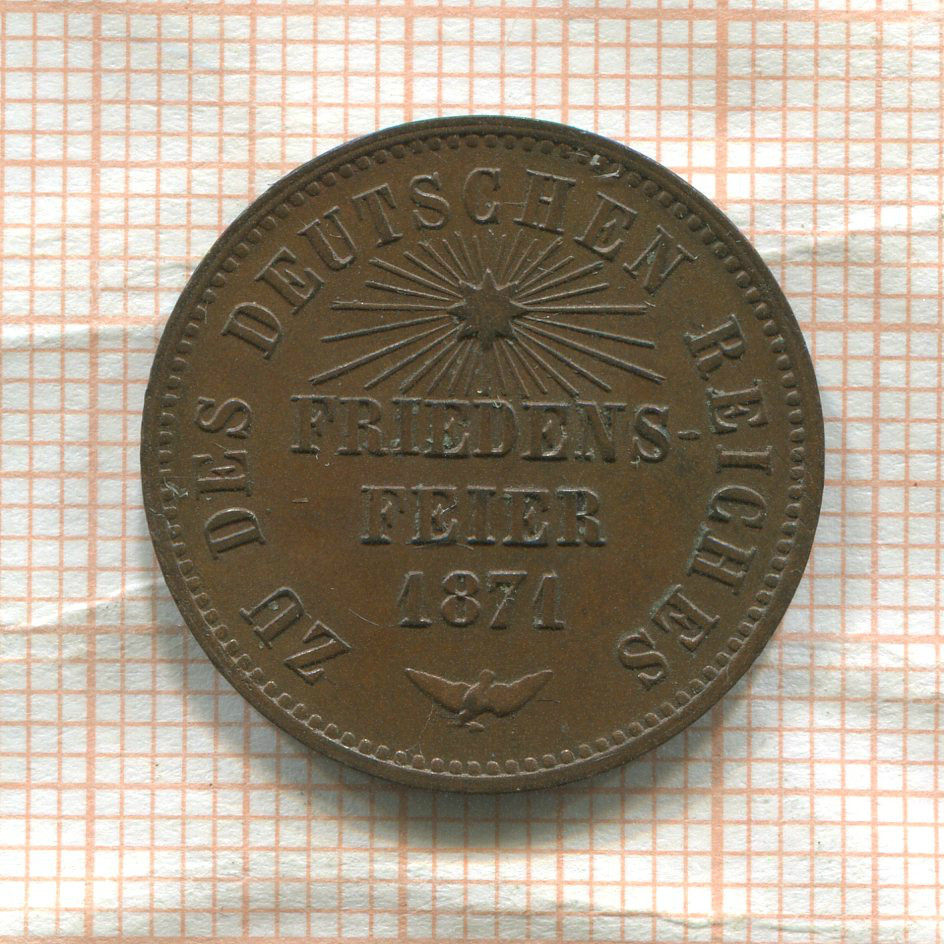 ZU DES DEUTSCHEN REICHES
FRIEDENS-
FEIER
1871